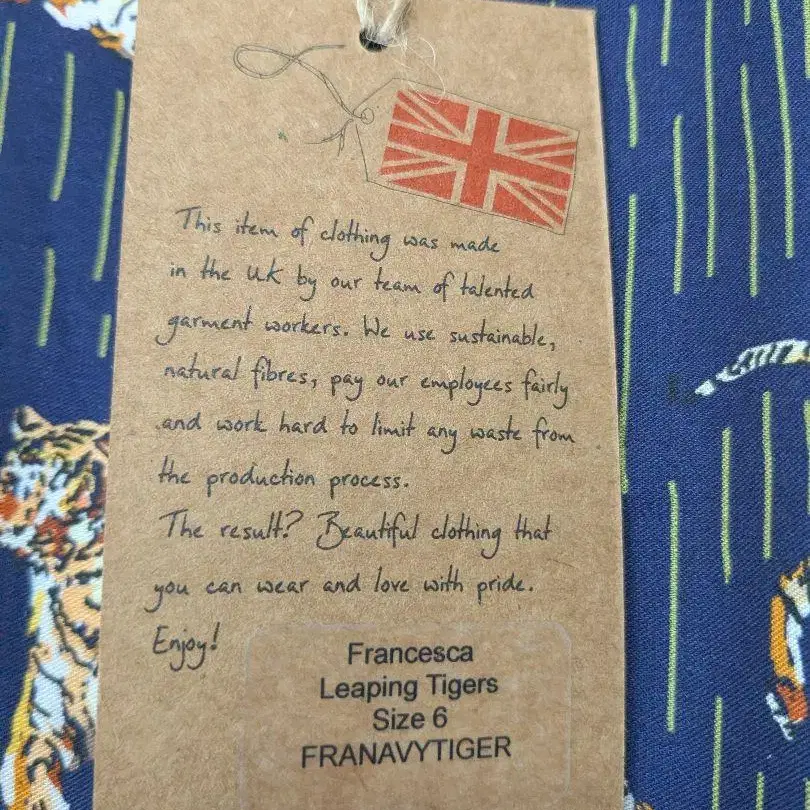 This item of clothing was made
in the UK by our team of talented
garment workers. We use sustainable,
natural fibres, pay our employees fairly
and work hard to limit any waste from
the production process.
The result? Beautiful clothing that
you can wear and love with pride.
Enjoy!
Francesca
Leaping Tigers
Size 6
FRANAVYTIGER